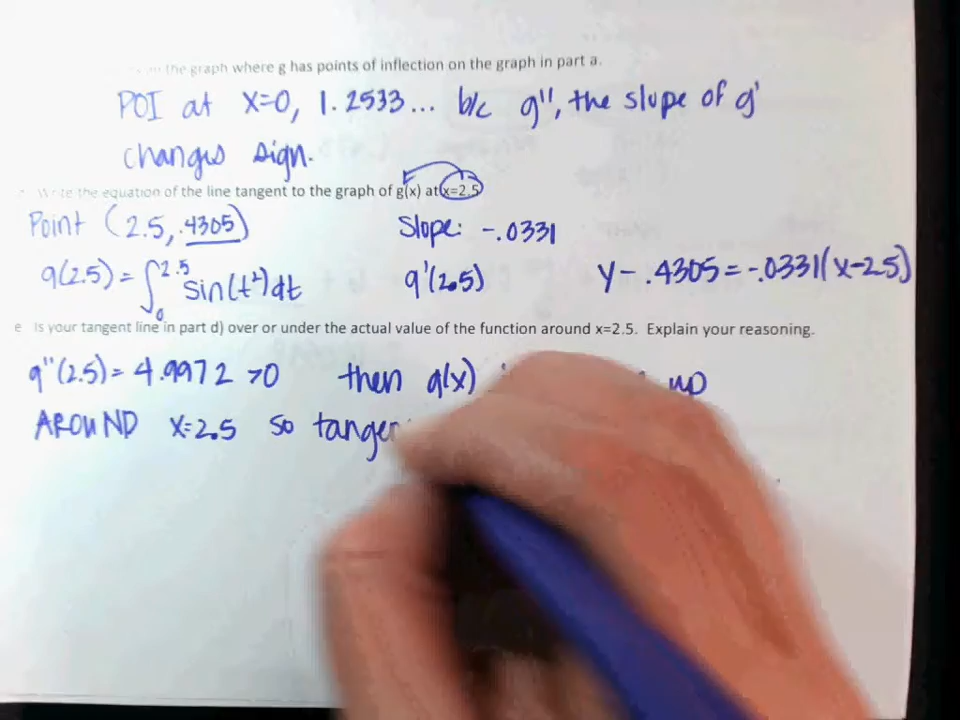 the graph where g has points of inflection on the graph in part a.
POI at x=0, 1.2533... b/c g'', the slope of g'
changes sign.
Write the equation of the line tangent to the graph of g(x) at x=2.5
Point (2.5, .4305) Slope: -.0331
g(2.5) = ∫₀^2.5 sin(t²)dt g'(2.5) y - .4305 = -.0331(x-2.5)
e Is your tangent line in part d) over or under the actual value of the function around x=2.5. Explain your reasoning.
g''(2.5) = 4.9972 >0 then g(x) up
AROUND x=2.5 so